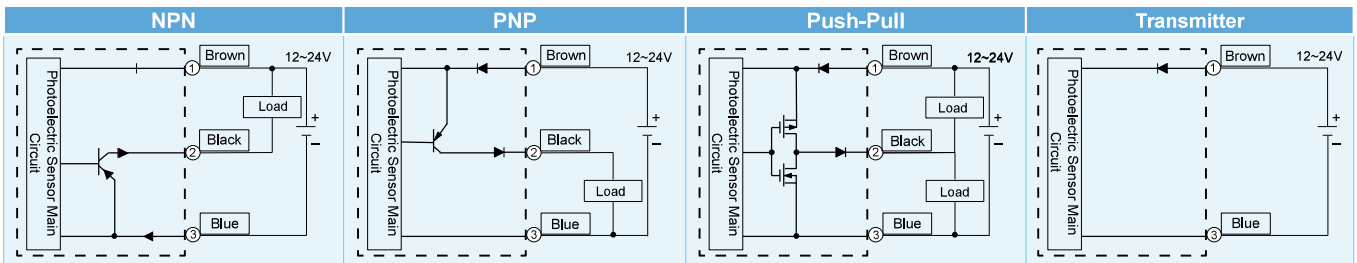 NPN
PNP
Push-Pull
Transmitter
Photoelectric Sensor Main
Circuit
1
Brown
12~24V
Load
+
−
2
Black
3
Blue
Photoelectric Sensor Main
Circuit
1
Brown
12~24V
+
−
2
Black
Load
3
Blue
Photoelectric Sensor Main
Circuit
1
Brown
12~24V
Load
+
−
2
Black
Load
3
Blue
Photoelectric Sensor Main
Circuit
1
Brown
12~24V
+
−
3
Blue